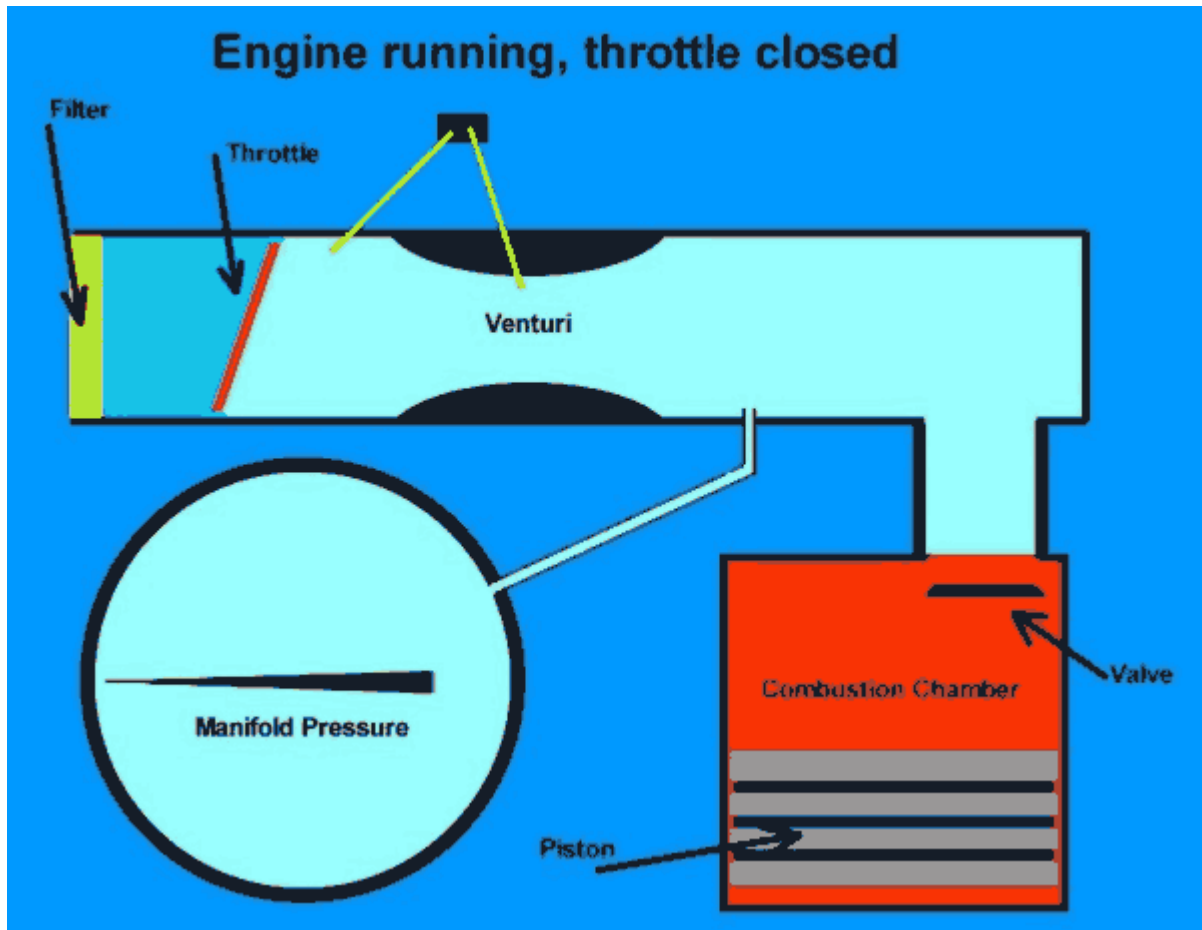 Engine running, throttle closed
Filter
Throttle
Venturi
Manifold Pressure
Combustion Chamber
Valve
Piston